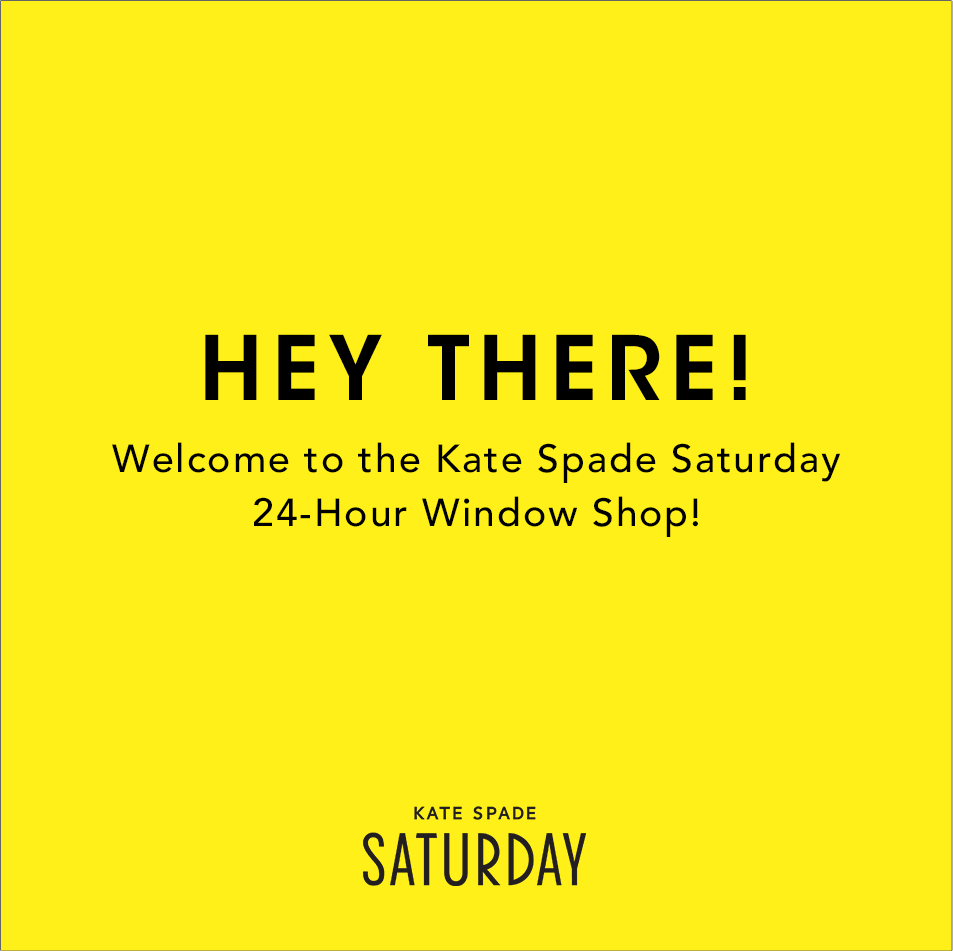 HEY THERE!
Welcome to the Kate Spade Saturday
24-Hour Window Shop!
KATE SPADE
SATURDAY